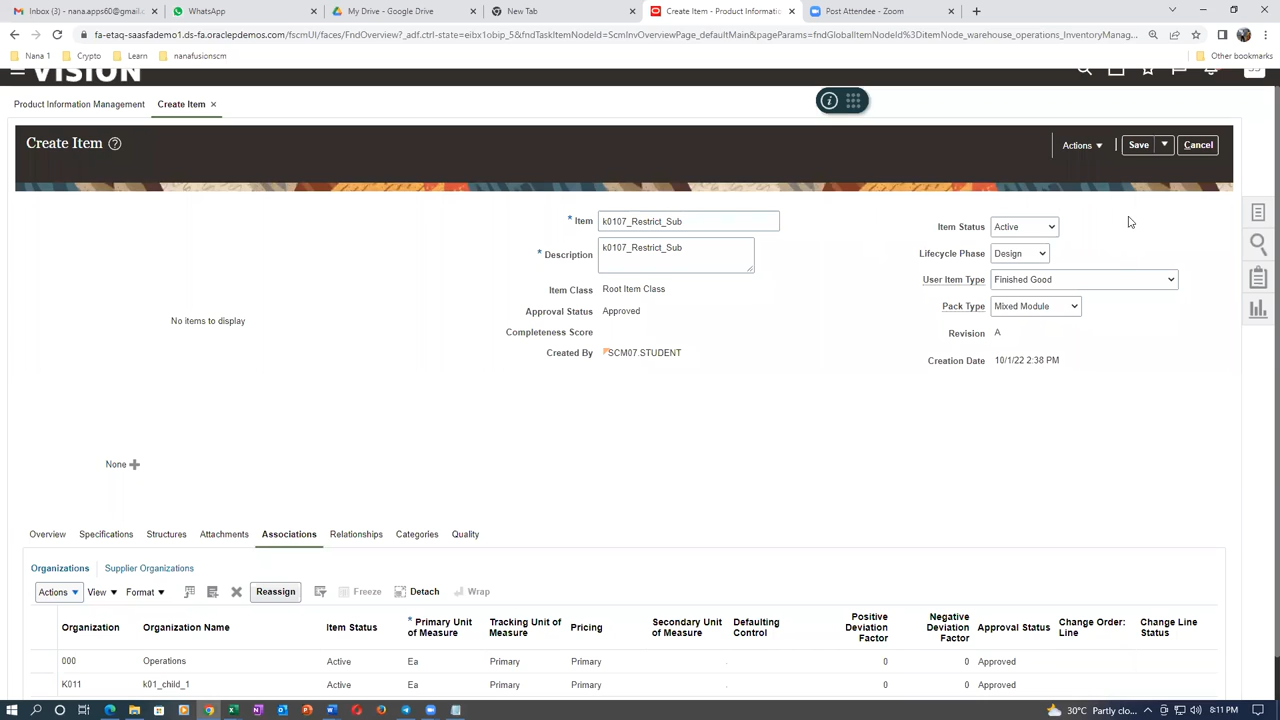 Inbox (30) - nana.apps60@gmail.c
WhatsApp
My Drive - Google Drive
New Tab
Create Item - Product Informatic
Post Attendee - Zoom
fa-etaq-saasfademo1.ds-fa.oraclepdemos.com/fscmUI/faces/FndOverview?_adf.ctrl-state=eibx1obip_5&fndTaskItemNodeId=ScmInvOverviewPage_defaultMain&pageParams=fndGlobalItemNodeId%3DitemNode_warehouse_operations_InventoryManag...
Nana 1
Crypto
Learn
nanafusionscm
Other bookmarks
VISION
Product Information Management
Create Item
Create Item
Actions
Save
Cancel
* Item k0107_Restrict_Sub
* Description k0107_Restrict_Sub
Item Class Root Item Class
Approval Status Approved
Completeness Score
Created By SCM07.STUDENT
Item Status Active
Lifecycle Phase Design
User Item Type Finished Good
Pack Type Mixed Module
Revision A
Creation Date 10/1/22 2:38 PM
No items to display
None
Overview Specifications Structures Attachments Associations Relationships Categories Quality
Organizations Supplier Organizations
Actions View Format Reassign Freeze Detach Wrap
Organization
Organization Name
Item Status
* Primary Unit of Measure
Tracking Unit of Measure
Pricing
Secondary Unit of Measure
Defaulting Control
Positive Deviation Factor
Negative Deviation Factor
Approval Status
Change Order: Line
Change Line Status
000 Operations Active Ea Primary Primary 0 0 Approved
K011 k01_child_1 Active Ea Primary Primary 0 0 Approved
30°C Partly clo...
8:11 PM